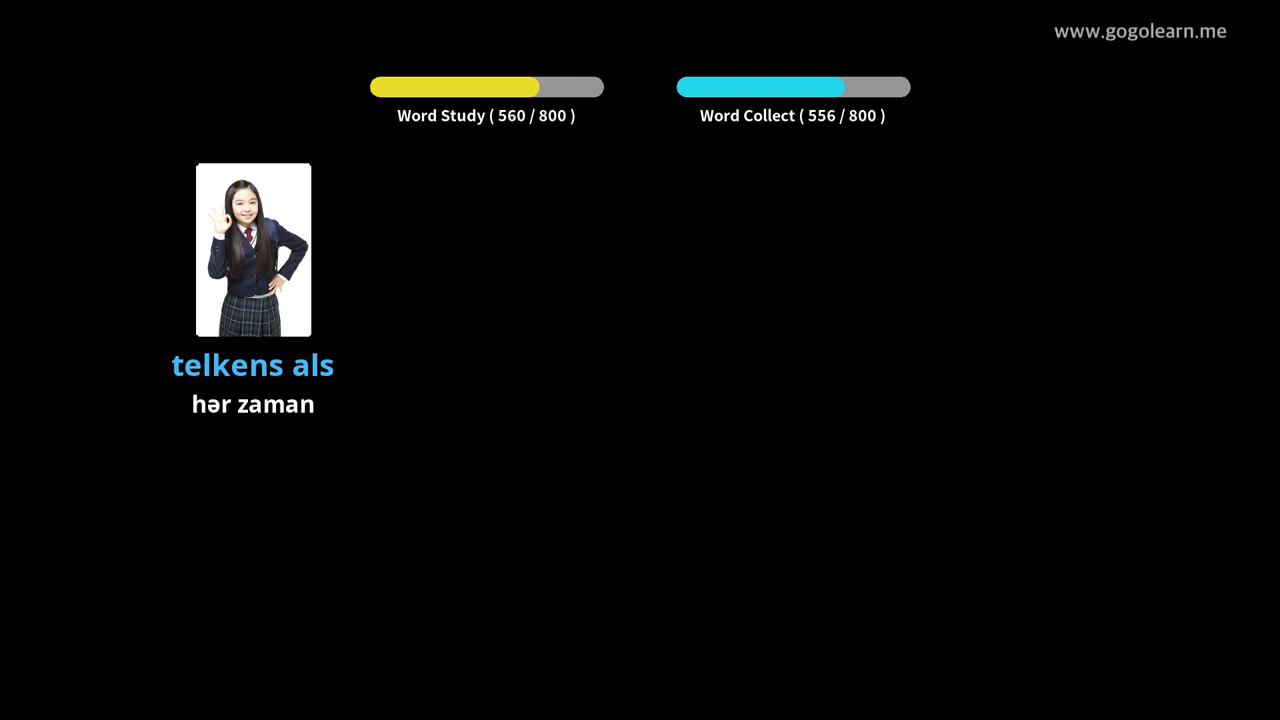 www.gogolearn.me
Word Study ( 560 / 800 )
Word Collect ( 556 / 800 )
telkens als
hər zaman